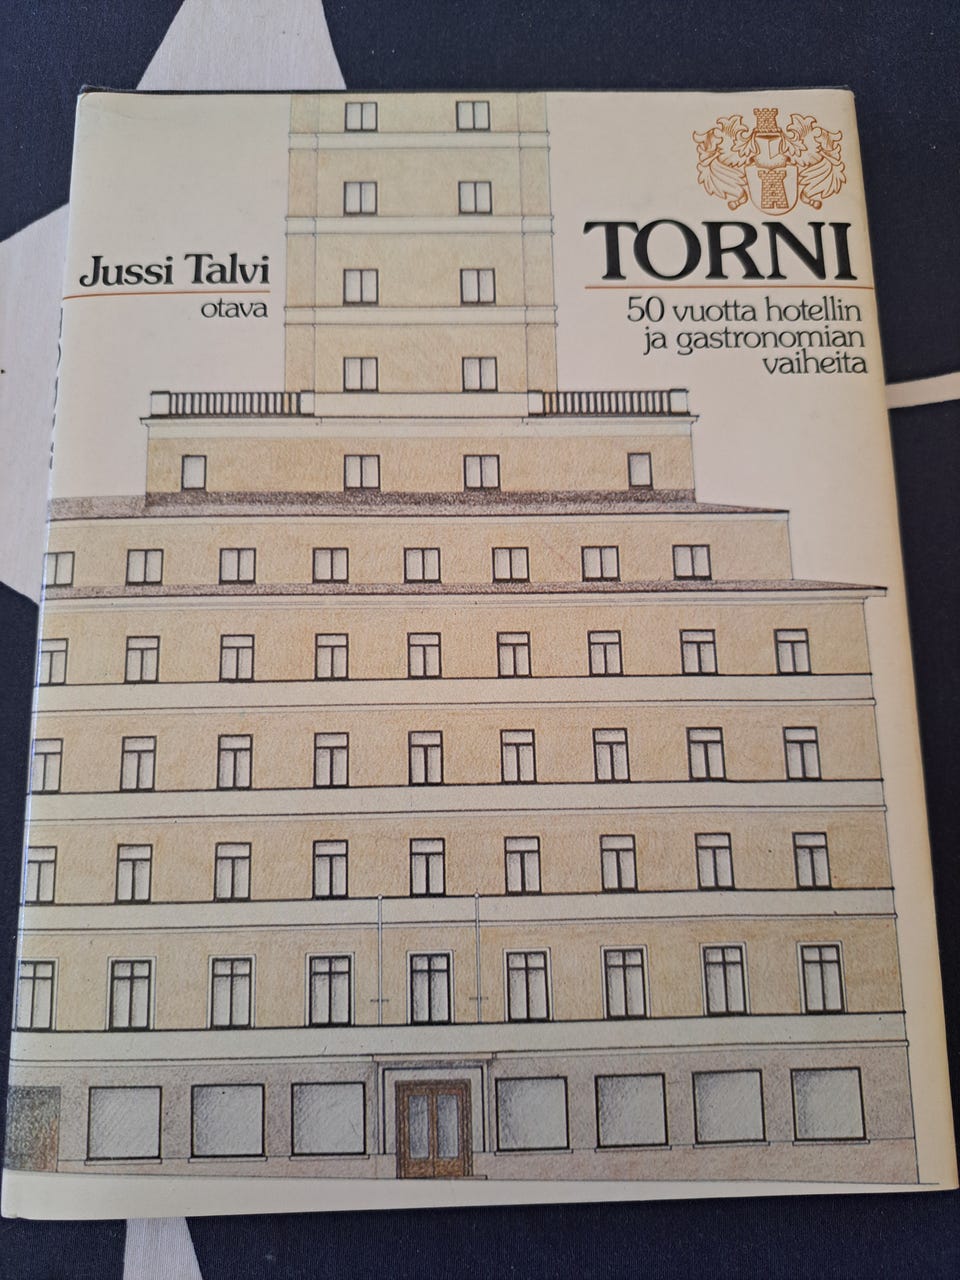 Jussi Talvi
otava
TORNI
50 vuotta hotellin
ja gastronomian
vaiheita